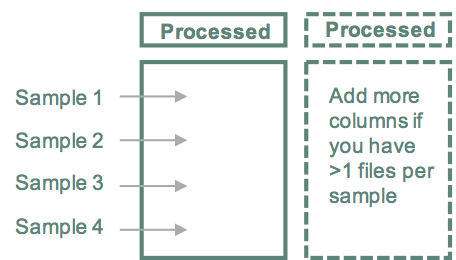 Processed
Processed
Sample 1
Sample 2
Sample 3
Sample 4
Add more
columns if
you have
>1 files per
sample